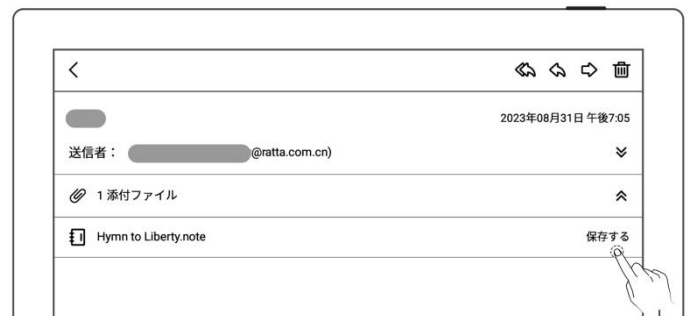 2023年08月31日 午後7:05
送信者： @ratta.com.cn)
1 添付ファイル
Hymn to Liberty.note 保存する